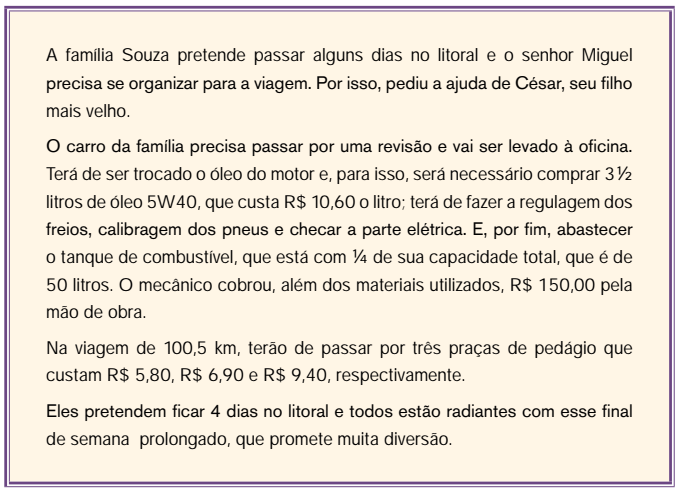 A família Souza pretende passar alguns dias no litoral e o senhor Miguel
precisa se organizar para a viagem. Por isso, pediu a ajuda de César, seu filho
mais velho.
O carro da família precisa passar por uma revisão e vai ser levado à oficina.
Terá de ser trocado o óleo do motor e, para isso, será necessário comprar 3 ½
litros de óleo 5W40, que custa R$ 10,60 o litro; terá de fazer a regulagem dos
freios, calibragem dos pneus e checar a parte elétrica. E, por fim, abastecer
o tanque de combustível, que está com ¼ de sua capacidade total, que é de
50 litros. O mecânico cobrou, além dos materiais utilizados, R$ 150,00 pela
mão de obra.
Na viagem de 100,5 km, terão de passar por três praças de pedágio que
custam R$ 5,80, R$ 6,90 e R$ 9,40, respectivamente.
Eles pretendem ficar 4 dias no litoral e todos estão radiantes com esse final
de semana prolongado, que promete muita diversão.